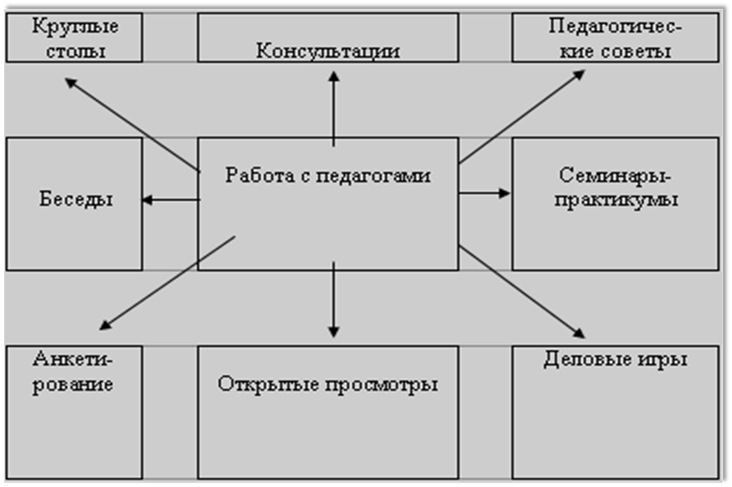 Круглые
столы
Консультации
Педагогичес-
кие советы
Беседы
Работа с педагогами
Семинары-
практикумы
Анкети-
рование
Открытые просмотры
Деловые игры